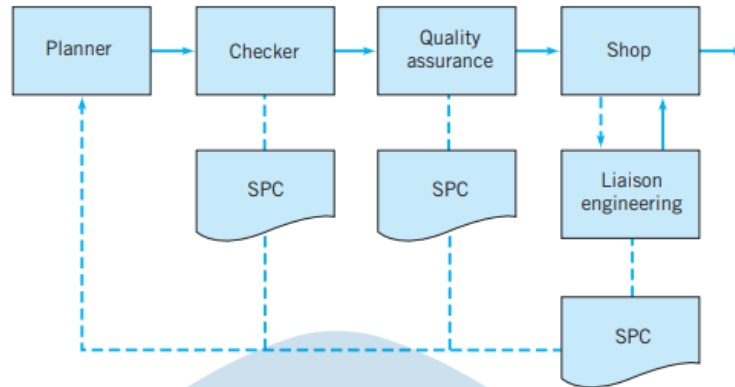 Planner
Checker
Quality
assurance
Shop
SPC
SPC
Liaison
engineering
SPC